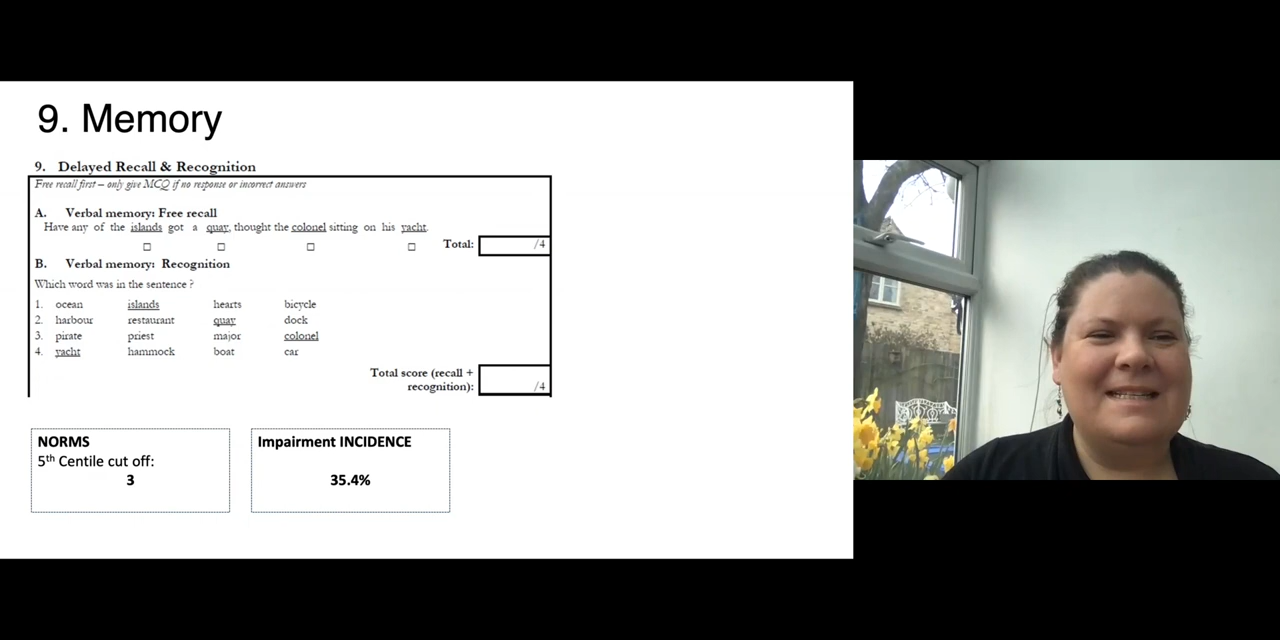 9. Memory
9. Delayed Recall & Recognition
Free recall first – only give MCQ if no response or incorrect answers
A. Verbal memory: Free recall
Have any of the islands got a quay, thought the colonel sitting on his yacht.
☐ ☐ ☐ ☐ Total: /4
B. Verbal memory: Recognition
Which word was in the sentence ?
1. ocean islands hearts bicycle
2. harbour restaurant quay dock
3. pirate priest major colonel
4. yacht hammock boat car
Total score (recall +
recognition): /4
NORMS
5th Centile cut off:
3
Impairment INCIDENCE
35.4%